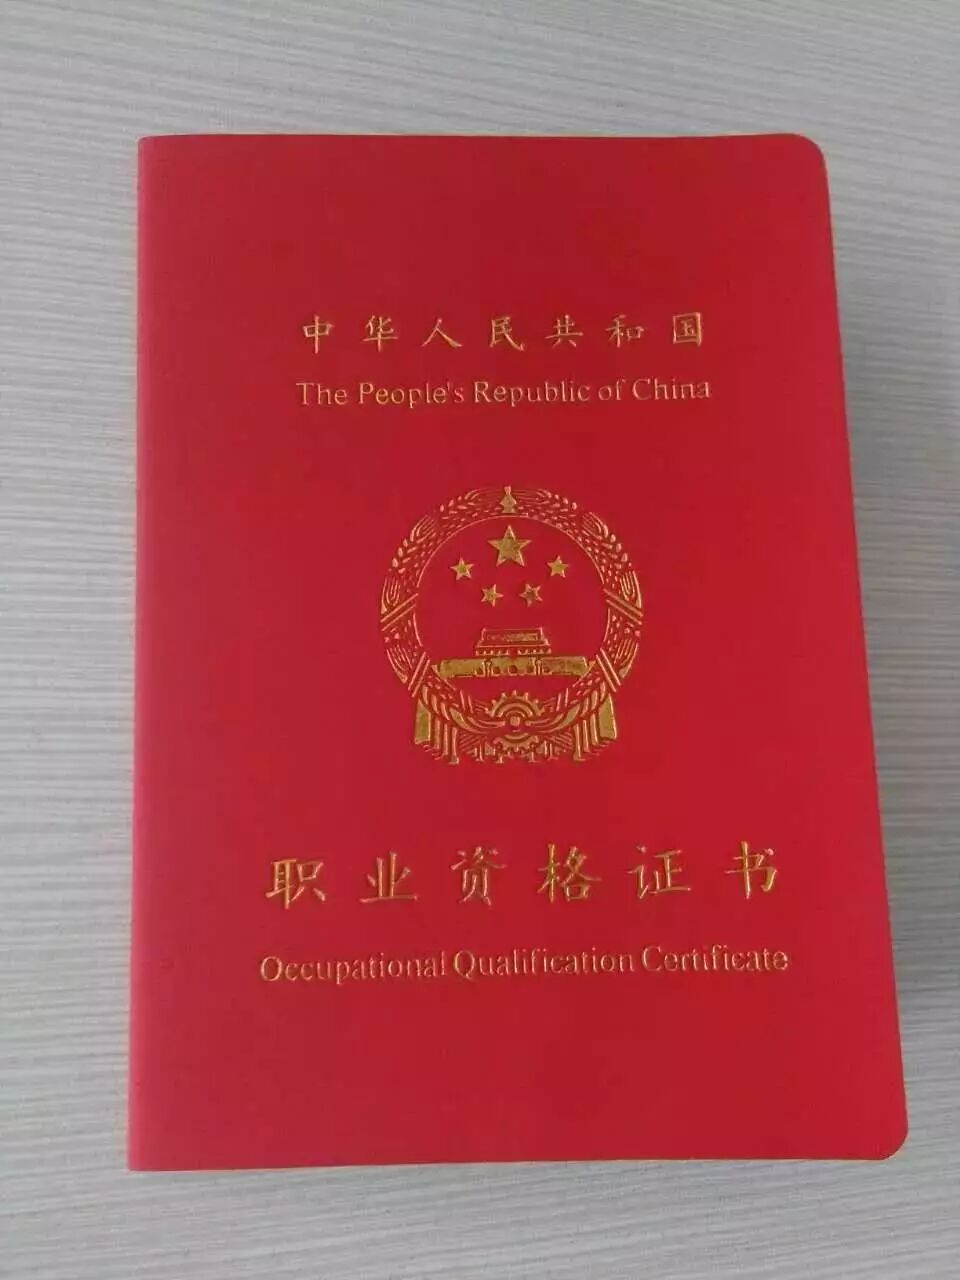 中华人民共和国
The People's Republic of China
职业资格证书
Occupational Qualification Certificate